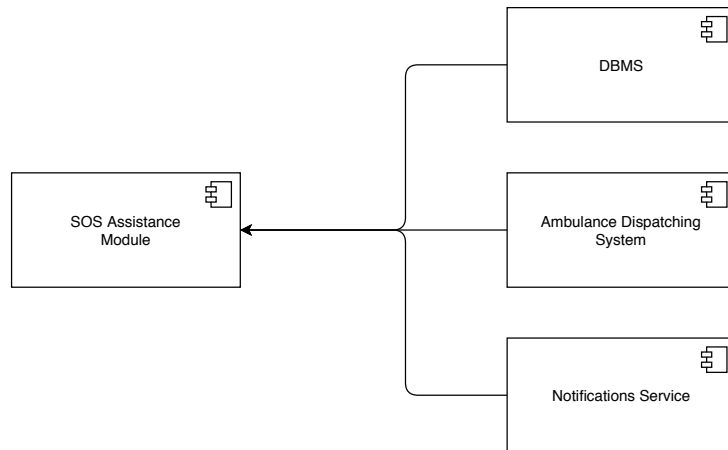 DBMS
SOS Assistance
Module
Ambulance Dispatching
System
Notifications Service